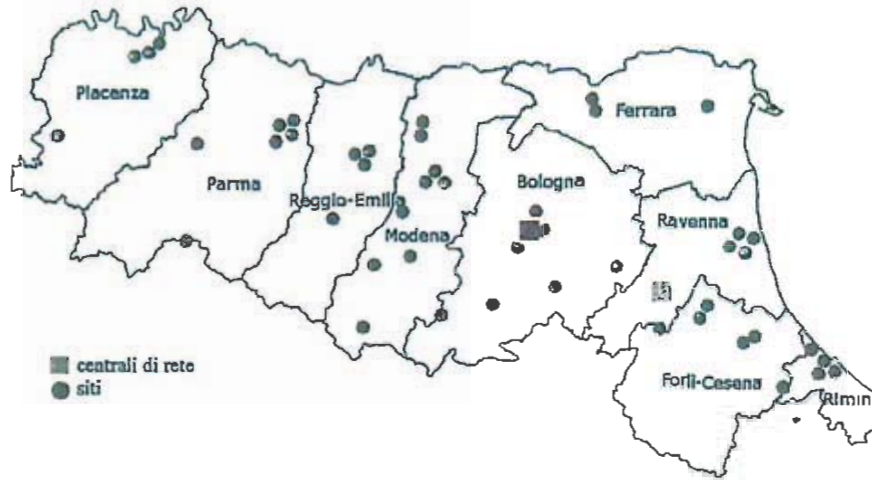 Piacenza
Ferrara
Parma
Reggio-Emilia
Bologna
Modena
Ravenna
centrali di rete
siti
Forlì-Cesena
Rimin